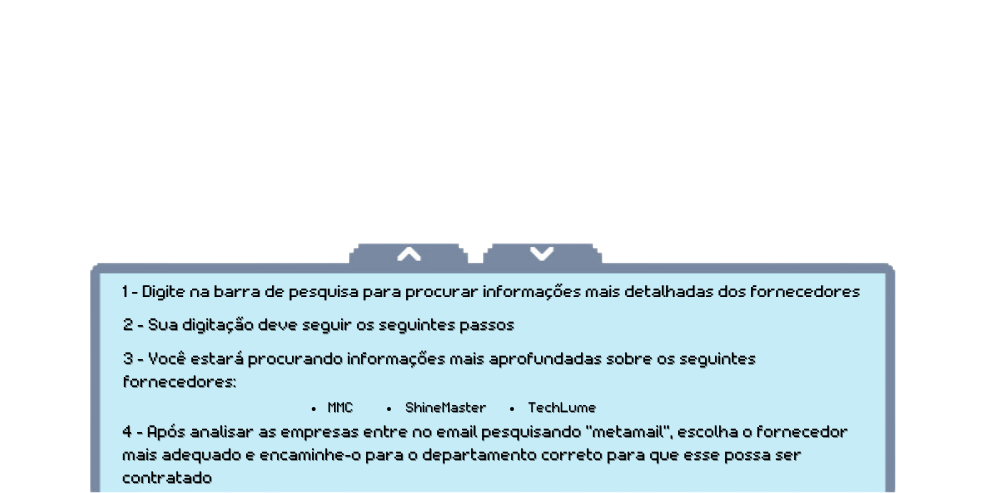 1 - Digite na barra de pesquisa para procurar informações mais detalhadas dos fornecedores
2 - Sua digitação deve seguir os seguintes passos
3 - Você estará procurando informações mais aprofundadas sobre os seguintes
fornecedores:
• MMC • ShineMaster • TechLume
4 - Após analisar as empresas entre no email pesquisando "metamail", escolha o fornecedor
mais adequado e encaminhe-o para o departamento correto para que esse possa ser
contratado